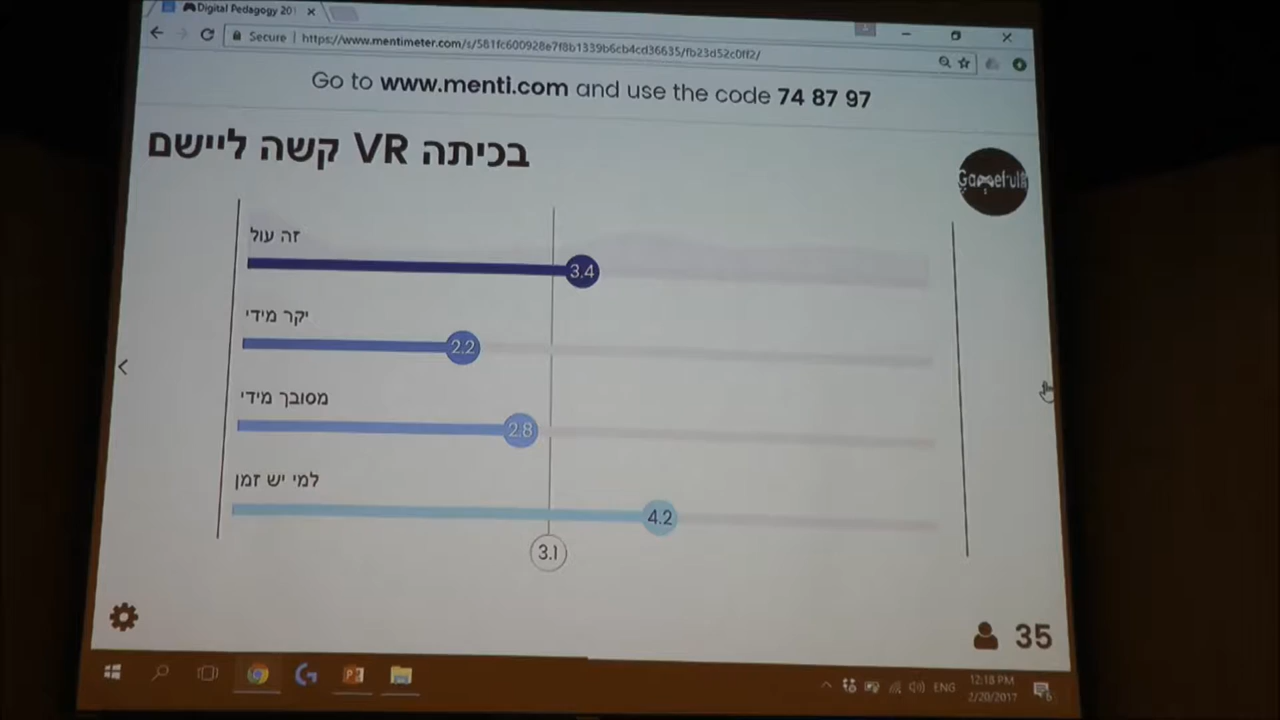 Digital Pedagogy 201
Secure | https://www.mentimeter.com/s/581fc600928e7f8b1339b6cb4cd36635/fb23d52c0ff2/
Go to www.menti.com and use the code 74 87 97
בכיתה VR קשה ליישם
GamefulR
זה עול
3.4
יקר מידי
2.2
מסובך מידי
2.8
למי יש זמן
4.2
3.1
35
ENG
12:18 PM
2/20/2017